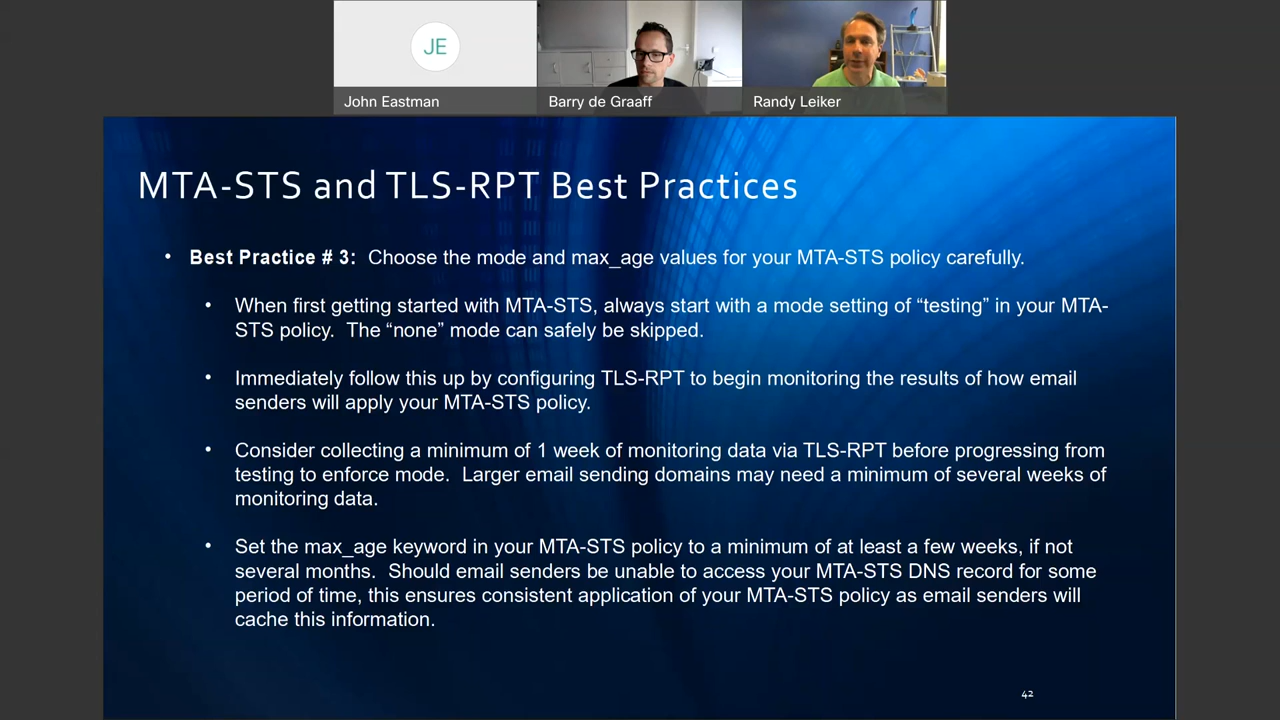 JE
John Eastman
Barry de Graaff
Randy Leiker
MTA-STS and TLS-RPT Best Practices
• Best Practice # 3: Choose the mode and max_age values for your MTA-STS policy carefully.
• When first getting started with MTA-STS, always start with a mode setting of “testing” in your MTA-
STS policy. The “none” mode can safely be skipped.
• Immediately follow this up by configuring TLS-RPT to begin monitoring the results of how email
senders will apply your MTA-STS policy.
• Consider collecting a minimum of 1 week of monitoring data via TLS-RPT before progressing from
testing to enforce mode. Larger email sending domains may need a minimum of several weeks of
monitoring data.
• Set the max_age keyword in your MTA-STS policy to a minimum of at least a few weeks, if not
several months. Should email senders be unable to access your MTA-STS DNS record for some
period of time, this ensures consistent application of your MTA-STS policy as email senders will
cache this information.
42